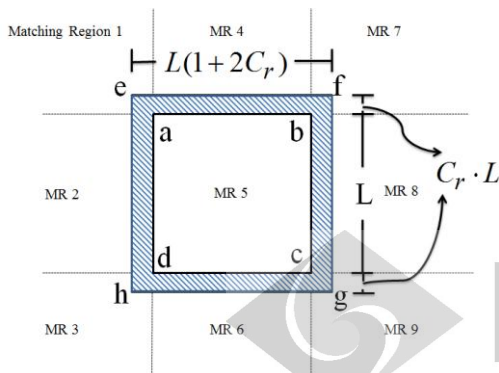 Matching Region 1
MR 4
MR 7
L(1+2C_r)
e
f
a
b
MR 2
MR 5
L
MR 8
C_r · L
d
c
h
g
MR 3
MR 6
MR 9